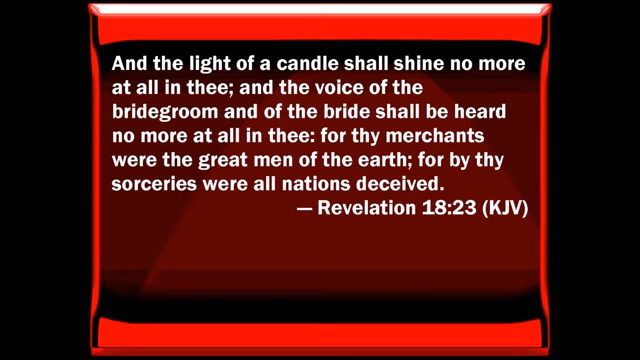 And the light of a candle shall shine no more
at all in thee; and the voice of the
bridegroom and of the bride shall be heard
no more at all in thee: for thy merchants
were the great men of the earth; for by thy
sorceries were all nations deceived.
— Revelation 18:23 (KJV)